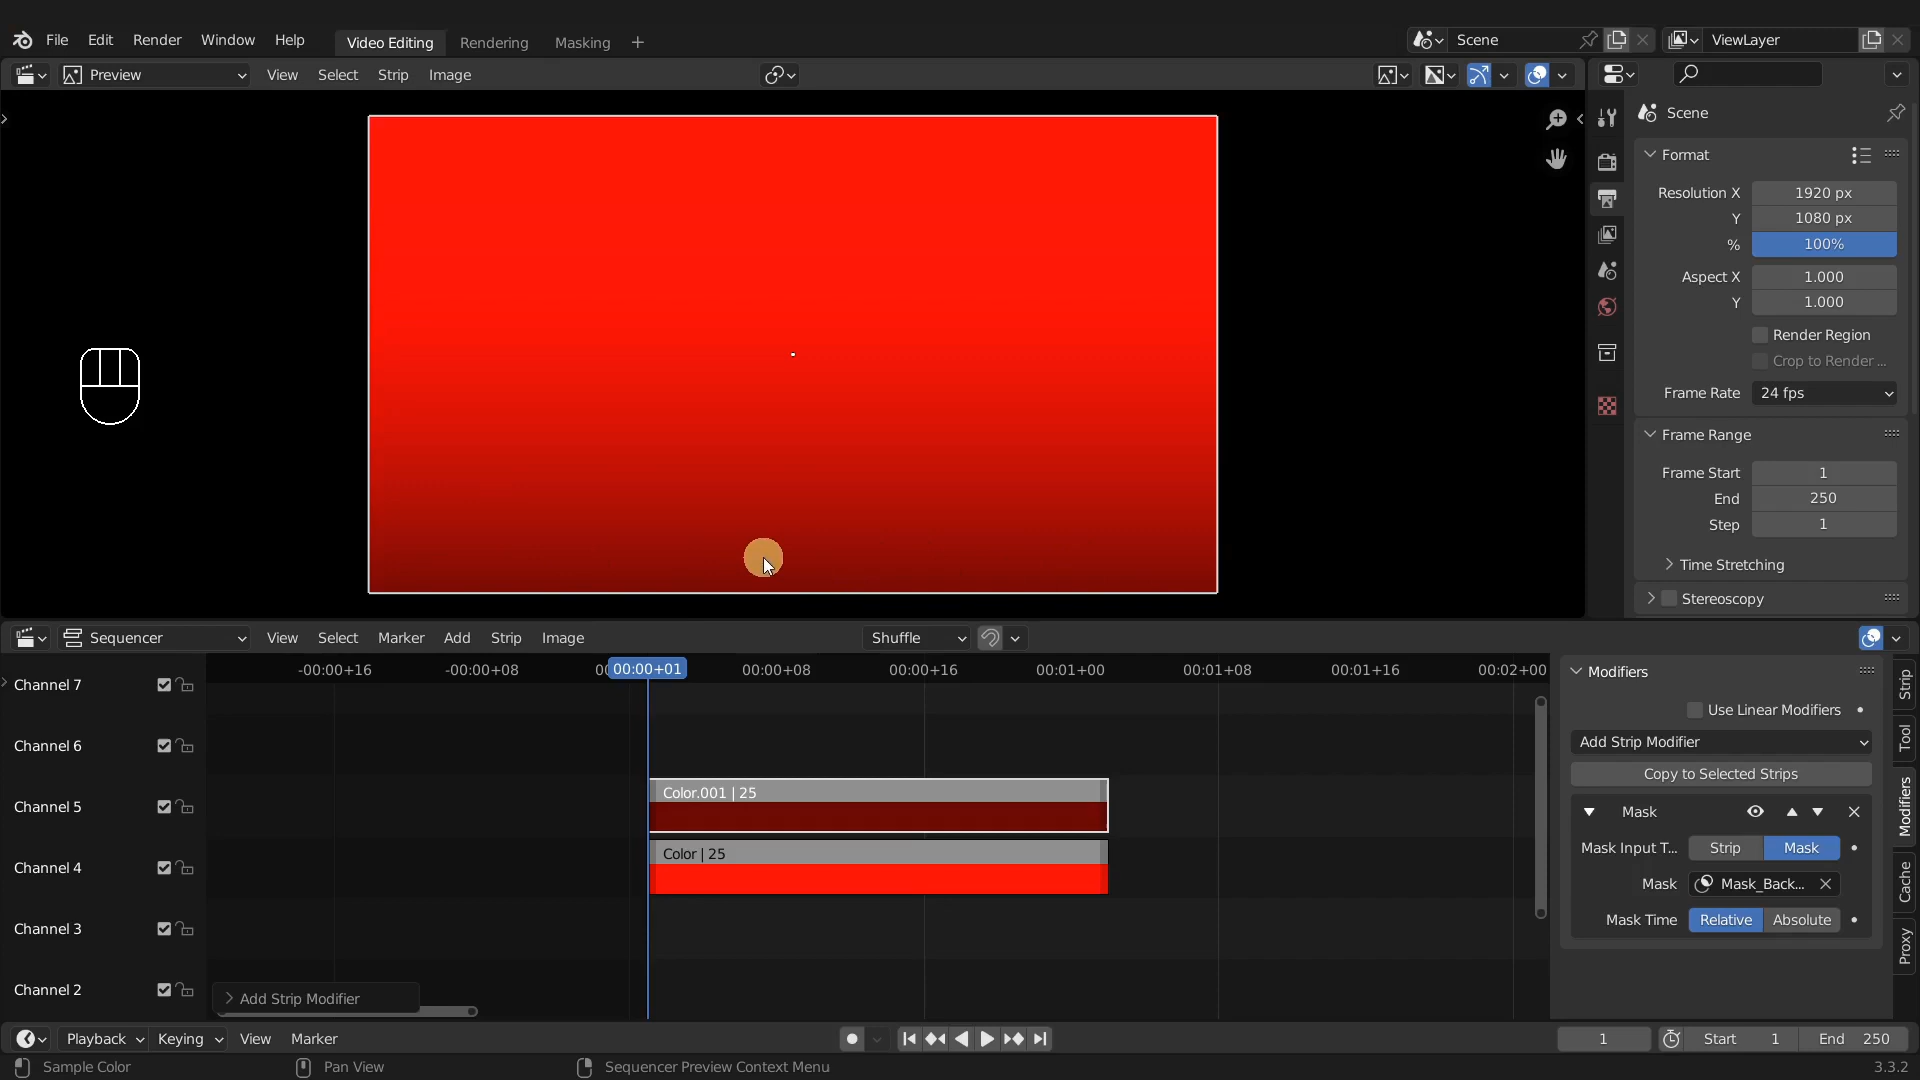 File Edit Render Window Help Video Editing Rendering Masking + Scene ViewLayer
Preview View Select Strip Image
Scene
Format
Resolution X 1920 px
Y 1080 px
% 100%
Aspect X 1.000
Y 1.000
Render Region
Crop to Render ...
Frame Rate 24 fps
Frame Range
Frame Start 1
End 250
Step 1
Time Stretching
Stereoscopy
Sequencer View Select Marker Add Strip Image Shuffle
-00:00+16 -00:00+08 00:00+01 00:00+08 00:00+16 00:01+00 00:01+08 00:01+16 00:02+00
Channel 7
Channel 6
Channel 5
Channel 4
Channel 3
Channel 2
Color.001 | 25
Color | 25
Add Strip Modifier
Modifiers
Use Linear Modifiers
Add Strip Modifier
Copy to Selected Strips
Mask
Mask Input T... Strip Mask
Mask Mask_Back...
Mask Time Relative Absolute
Strip
Tool
Modifiers
Cache
Proxy
Playback Keying View Marker 1 Start 1 End 250
Sample Color Pan View Sequencer Preview Context Menu 3.3.2